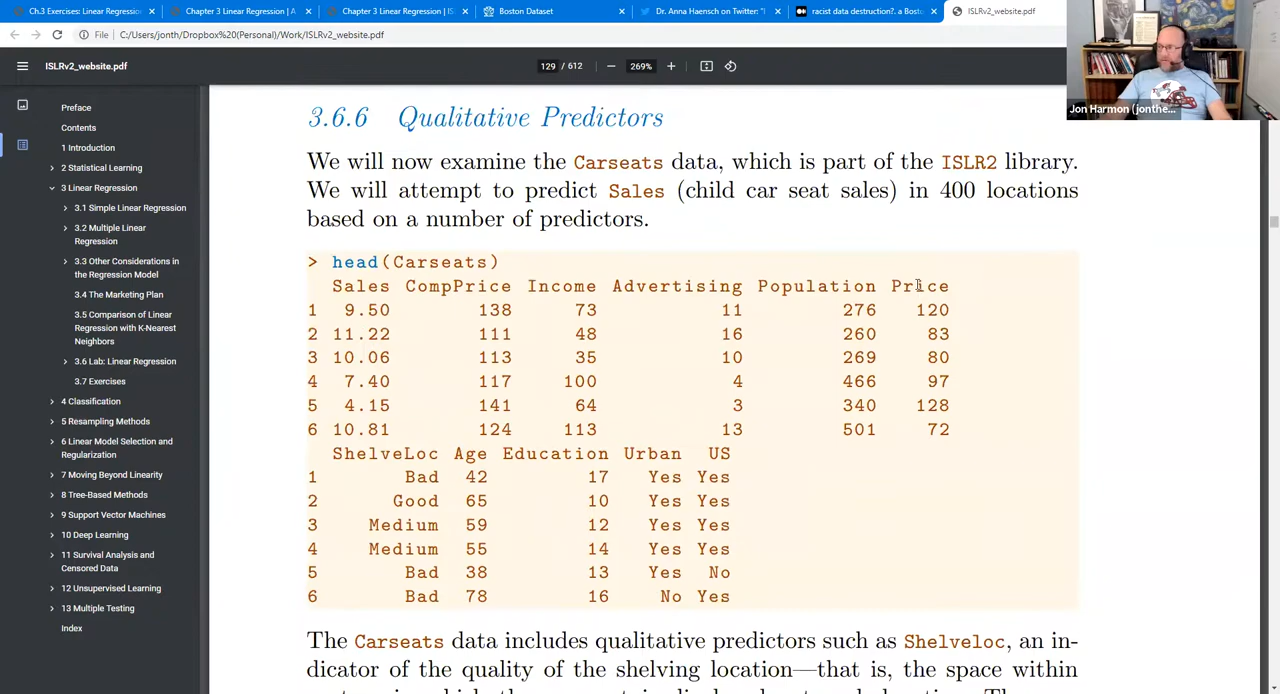 Ch.3 Exercises: Linear Regressio
Chapter 3 Linear Regression | A
Chapter 3 Linear Regression | IS
Boston Dataset
Dr. Anna Haensch on Twitter: "I
racist data destruction?. a Bosto
ISLRv2_website.pdf
File
C:/Users/jonth/Dropbox%20(Personal)/Work/ISLRv2_website.pdf
ISLRv2_website.pdf
129 / 612
269%
Jon Harmon (jonthe...
Preface
Contents
1 Introduction
2 Statistical Learning
3 Linear Regression
3.1 Simple Linear Regression
3.2 Multiple Linear
Regression
3.3 Other Considerations in
the Regression Model
3.4 The Marketing Plan
3.5 Comparison of Linear
Regression with K-Nearest
Neighbors
3.6 Lab: Linear Regression
3.7 Exercises
4 Classification
5 Resampling Methods
6 Linear Model Selection and
Regularization
7 Moving Beyond Linearity
8 Tree-Based Methods
9 Support Vector Machines
10 Deep Learning
11 Survival Analysis and
Censored Data
12 Unsupervised Learning
13 Multiple Testing
Index
3.6.6 Qualitative Predictors
We will now examine the Carseats data, which is part of the ISLR2 library.
We will attempt to predict Sales (child car seat sales) in 400 locations
based on a number of predictors.
> head(Carseats)
Sales CompPrice Income Advertising Population Price
1 9.50 138 73 11 276 120
2 11.22 111 48 16 260 83
3 10.06 113 35 10 269 80
4 7.40 117 100 4 466 97
5 4.15 141 64 3 340 128
6 10.81 124 113 13 501 72
ShelveLoc Age Education Urban US
1 Bad 42 17 Yes Yes
2 Good 65 10 Yes Yes
3 Medium 59 12 Yes Yes
4 Medium 55 14 Yes Yes
5 Bad 38 13 Yes No
6 Bad 78 16 No Yes
The Carseats data includes qualitative predictors such as Shelveloc, an in-
dicator of the quality of the shelving location—that is, the space within